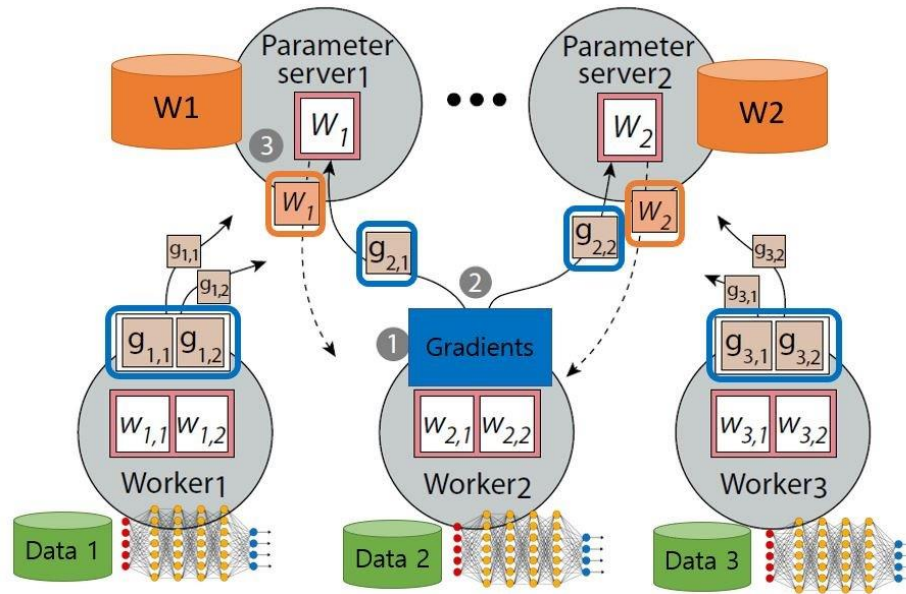 Parameter
server1
W1
W1
3
W1
Parameter
server2
W2
W2
W2
g1,1
g1,2
g2,1
g2,2
2
g3,2
g3,1
1
Gradients
g1,1 g1,2
g3,1 g3,2
w1,1 w1,2
w2,1 w2,2
w3,1 w3,2
Worker1
Worker2
Worker3
Data 1
Data 2
Data 3